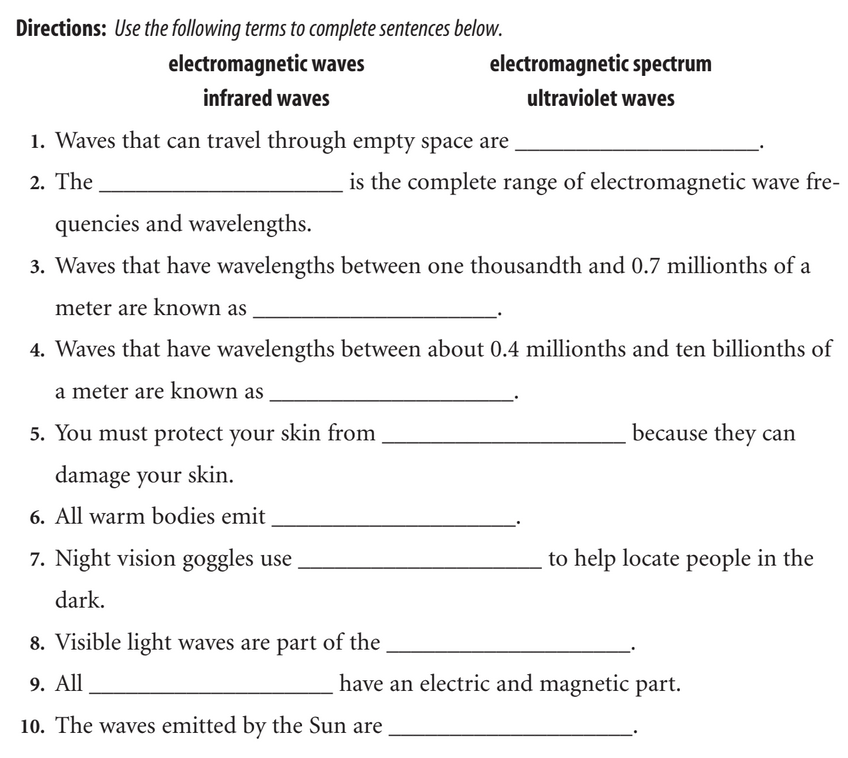 Directions: Use the following terms to complete sentences below.
electromagnetic waves electromagnetic spectrum
infrared waves ultraviolet waves
1. Waves that can travel through empty space are ____________________.
2. The ____________________ is the complete range of electromagnetic wave fre-
quencies and wavelengths.
3. Waves that have wavelengths between one thousandth and 0.7 millionths of a
meter are known as ____________________.
4. Waves that have wavelengths between about 0.4 millionths and ten billionths of
a meter are known as ____________________.
5. You must protect your skin from ____________________ because they can
damage your skin.
6. All warm bodies emit ____________________.
7. Night vision goggles use ____________________ to help locate people in the
dark.
8. Visible light waves are part of the ____________________.
9. All ____________________ have an electric and magnetic part.
10. The waves emitted by the Sun are ____________________.